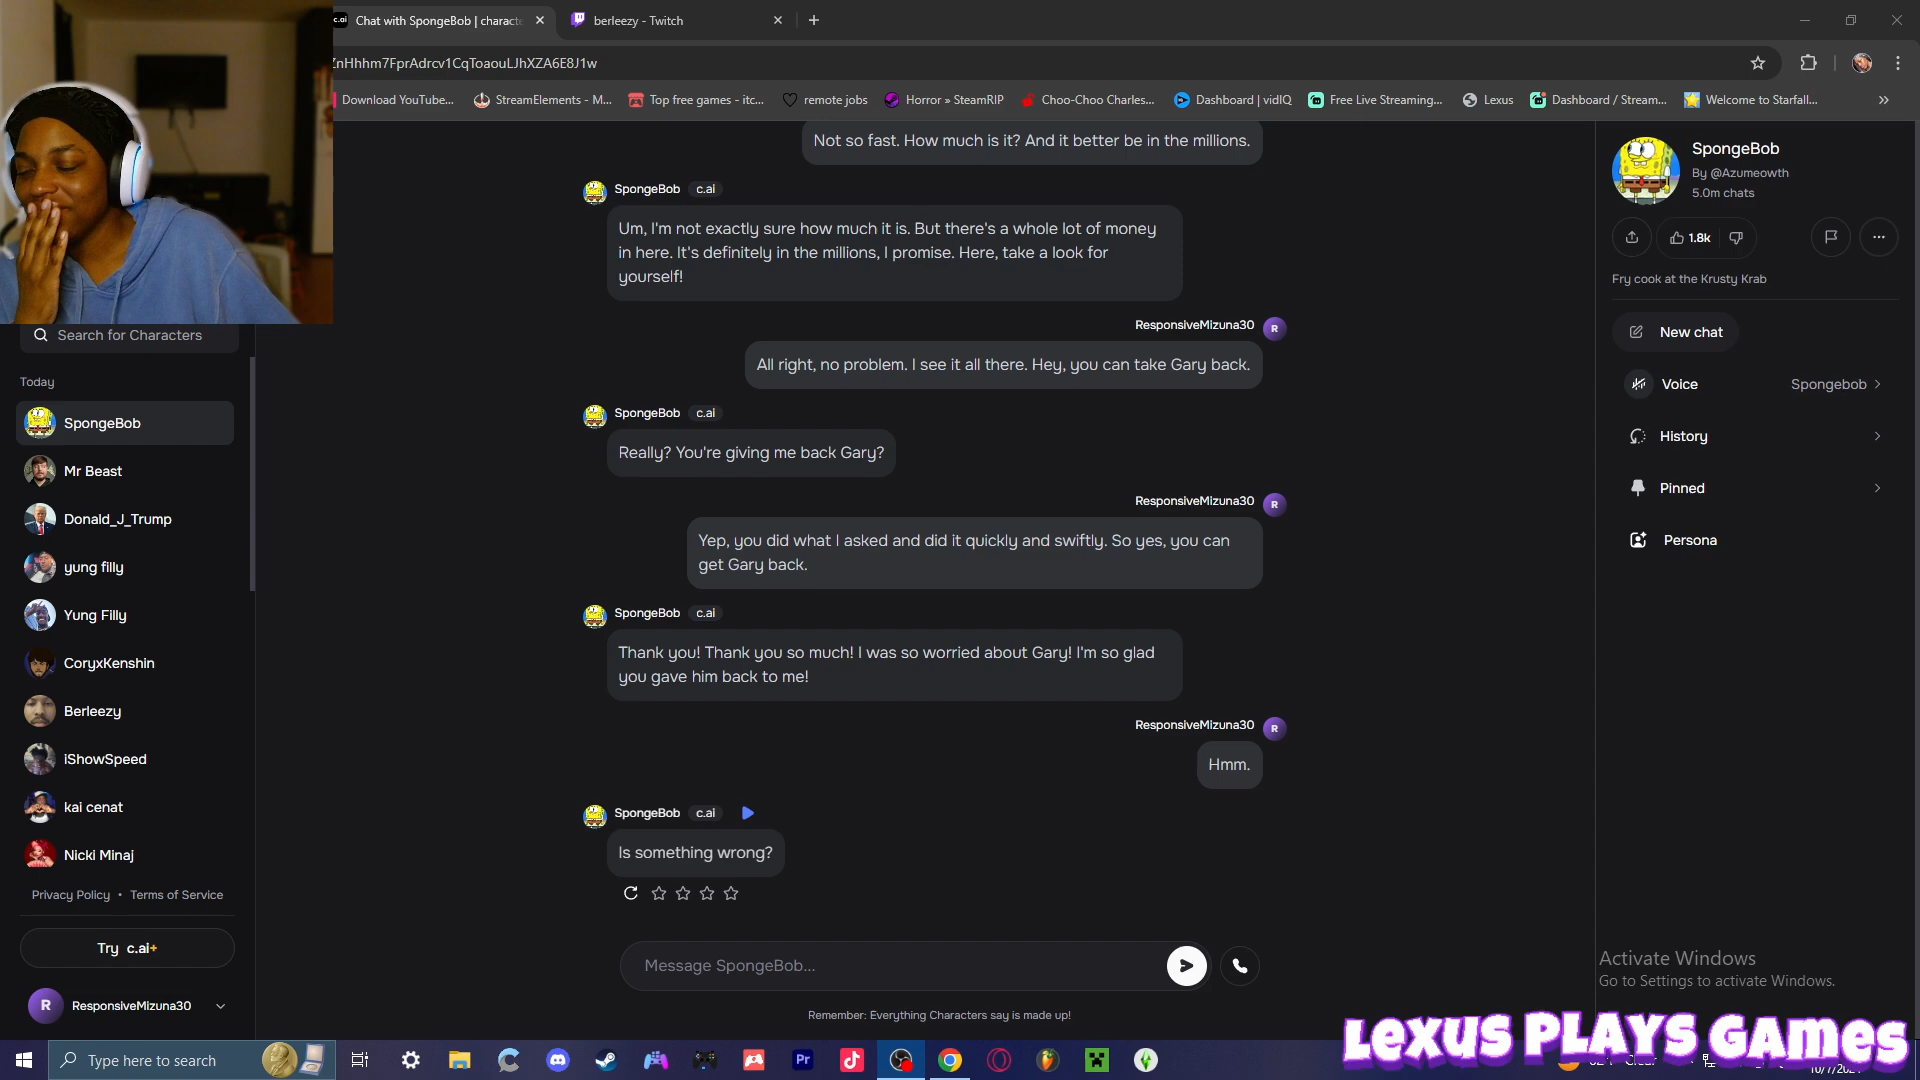 c.ai Chat with SpongeBob | characte
berleezy - Twitch
ZnHhhm7FprAdrcv1CqToaouLJhXZA6E8J1w
Download YouTube...
StreamElements - M...
Top free games - itc...
remote jobs
Horror » SteamRIP
Choo-Choo Charles...
Dashboard | vidIQ
Free Live Streaming...
Lexus
Dashboard / Stream...
Welcome to Starfall...
Not so fast. How much is it? And it better be in the millions.
SpongeBob c.ai
Um, I'm not exactly sure how much it is. But there's a whole lot of money
in here. It's definitely in the millions, I promise. Here, take a look for
yourself!
ResponsiveMizuna30 R
All right, no problem. I see it all there. Hey, you can take Gary back.
SpongeBob c.ai
Really? You're giving me back Gary?
ResponsiveMizuna30 R
Yep, you did what I asked and did it quickly and swiftly. So yes, you can
get Gary back.
SpongeBob c.ai
Thank you! Thank you so much! I was so worried about Gary! I'm so glad
you gave him back to me!
ResponsiveMizuna30 R
Hmm.
SpongeBob c.ai
Is something wrong?
Message SpongeBob...
Remember: Everything Characters say is made up!
Search for Characters
Today
SpongeBob
Mr Beast
Donald_J_Trump
yung filly
Yung Filly
CoryxKenshin
Berleezy
iShowSpeed
kai cenat
Nicki Minaj
Privacy Policy • Terms of Service
Try c.ai+
R ResponsiveMizuna30
SpongeBob
By @Azumeowth
5.0m chats
1.8k
Fry cook at the Krusty Krab
New chat
Voice Spongebob
History
Pinned
Persona
Activate Windows
Go to Settings to activate Windows.
Lexus PLAYS Games
Type here to search
Pr